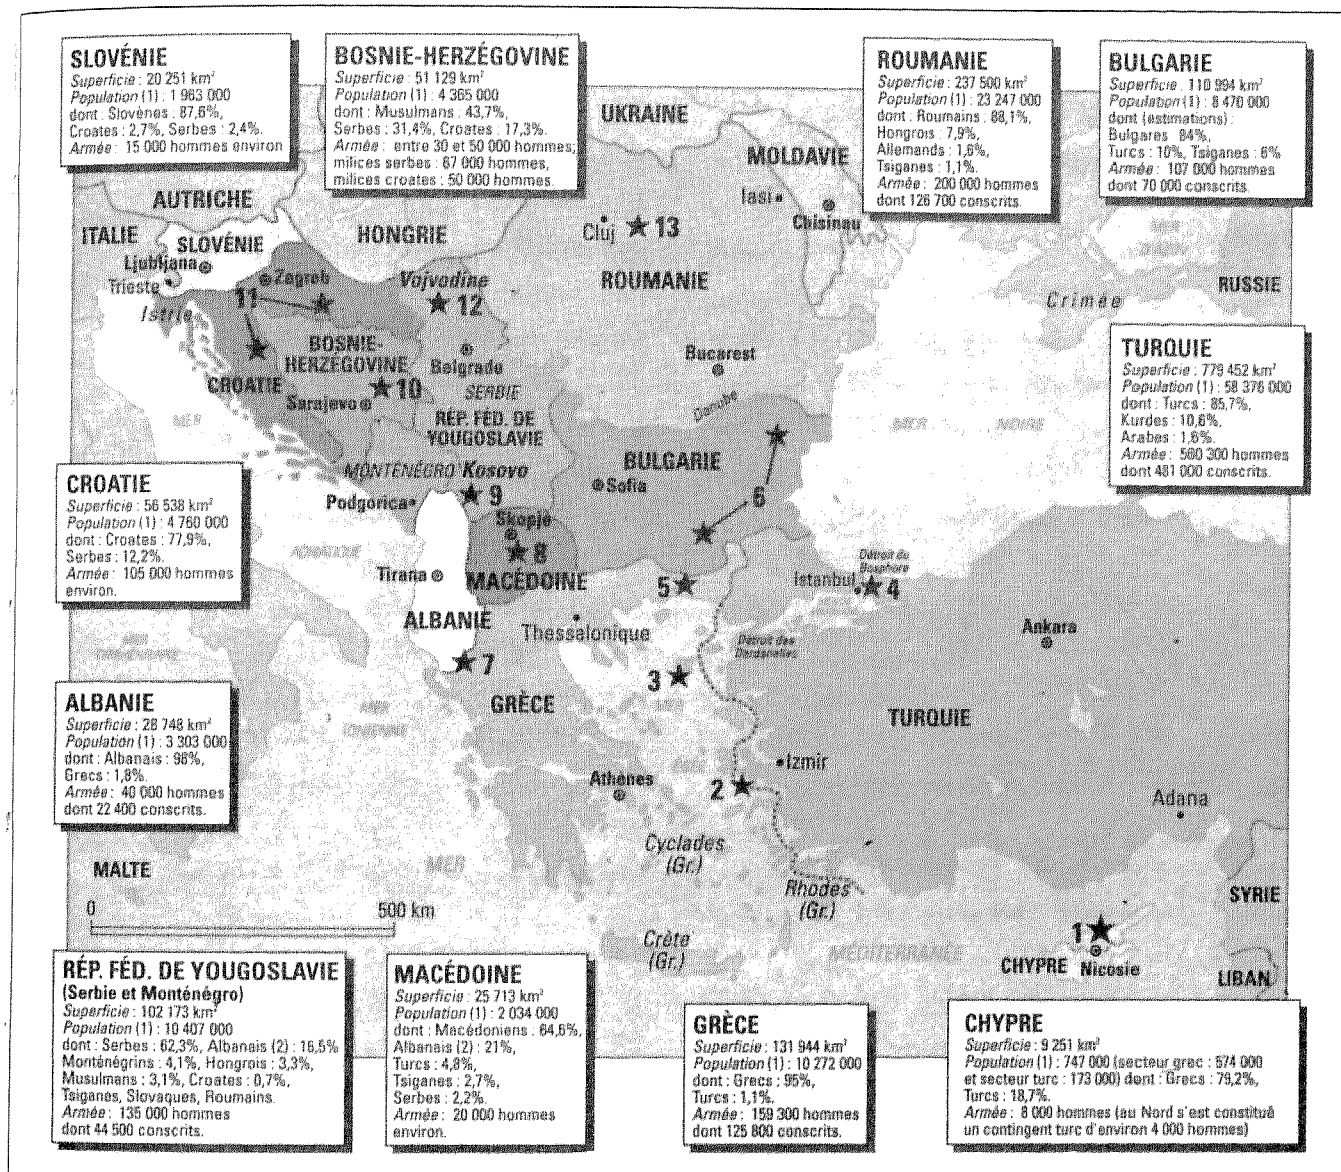 SLOVÉNIE
Superficie : 20 251 km²
Population (1) : 1 963 000
dont : Slovènes : 87,6%,
Croates : 2,7%, Serbes : 2,4%.
Armée : 15 000 hommes environ
BOSNIE-HERZÉGOVINE
Superficie : 51 129 km²
Population (1) : 4 365 000
dont : Musulmans : 43,7%,
Serbes : 31,4%, Croates : 17,3%.
Armée : entre 30 et 50 000 hommes,
milices serbes : 67 000 hommes,
milices croates : 50 000 hommes.
ROUMANIE
Superficie : 237 500 km²
Population (1) : 23 247 000
dont : Roumains : 88,1%,
Hongrois : 7,9%,
Allemands : 1,6%,
Tsiganes : 1,1%.
Armée : 200 000 hommes
dont 126 700 conscrits.
BULGARIE
Superficie : 110 994 km²
Population (1) : 8 470 000
dont (estimations) :
Bulgares 84%,
Turcs : 10%, Tsiganes : 6%
Armée : 107 000 hommes
dont 70 000 conscrits.
UKRAINE
MOLDAVIE
Iasi
Chisinau
AUTRICHE
ITALIE
SLOVÉNIE
HONGRIE
Cluj
13
Ljubljana
Trieste
Zagreb
Vojvodine
ROUMANIE
RUSSIE
11
12
Istrie
Crimée
BOSNIE-
HERZÉGOVINE
Belgrade
Bucarest
CROATIE
10
SERBIE
Sarajevo
Danube
RÉP. FÉD. DE
YOUGOSLAVIE
MER
MER NOIRE
TURQUIE
Superficie : 779 452 km²
Population (1) : 58 376 000
dont : Turcs : 85,7%,
Kurdes : 10,6%,
Arabes : 1,6%.
Armée : 560 300 hommes
dont 481 000 conscrits.
MONTÉNÉGRO
Kosovo
BULGARIE
Sofia
6
9
Podgorica
Skopje
8
CROATIE
Superficie : 56 538 km²
Population (1) : 4 760 000
dont : Croates : 77,9%,
Serbes : 12,2%.
Armée : 105 000 hommes
environ.
ADRIATIQUE
Tirana
MACÉDOINE
5
Détroit du
Bosphore
Istanbul
4
ALBANIE
Thessalonique
Détroit des
Dardanelles
Ankara
7
3
MER
MER
TYRRHÉNIENNE
ALBANIE
Superficie : 28 748 km²
Population (1) : 3 303 000
dont : Albanais : 98%,
Grecs : 1,8%.
Armée : 40 000 hommes
dont 22 400 conscrits.
MER
IONIENNE
GRÈCE
TURQUIE
ÉGÉE
Izmir
Athènes
2
Adana
Cyclades
(Gr.)
MALTE
MER
Rhodes
(Gr.)
SYRIE
0
500 km
Crète
(Gr.)
MÉDITERRANÉE
1
CHYPRE
Nicosie
LIBAN
RÉP. FÉD. DE YOUGOSLAVIE
(Serbie et Monténégro)
Superficie : 102 173 km²
Population (1) : 10 407 000
dont : Serbes : 62,3%, Albanais (2) : 16,5%
Monténégrins : 4,1%, Hongrois : 3,3%,
Musulmans : 3,1%, Croates : 0,7%,
Tsiganes, Slovaques, Roumains.
Armée : 135 000 hommes
dont 44 500 conscrits.
MACÉDOINE
Superficie : 25 713 km²
Population (1) : 2 034 000
dont : Macédoniens : 64,6%,
Albanais (2) : 21%,
Turcs : 4,8%,
Tsiganes : 2,7%,
Serbes : 2,2%.
Armée : 20 000 hommes
environ.
GRÈCE
Superficie : 131 944 km²
Population (1) : 10 272 000
dont : Grecs : 95%,
Turcs : 1,1%.
Armée : 159 300 hommes
dont 125 800 conscrits.
CHYPRE
Superficie : 9 251 km²
Population (1) : 747 000 (secteur grec : 574 000
et secteur turc : 173 000) dont : Grecs : 79,2%,
Turcs : 18,7%.
Armée : 8 000 hommes (au Nord s'est constitué
un contingent turc d'environ 4 000 hommes)